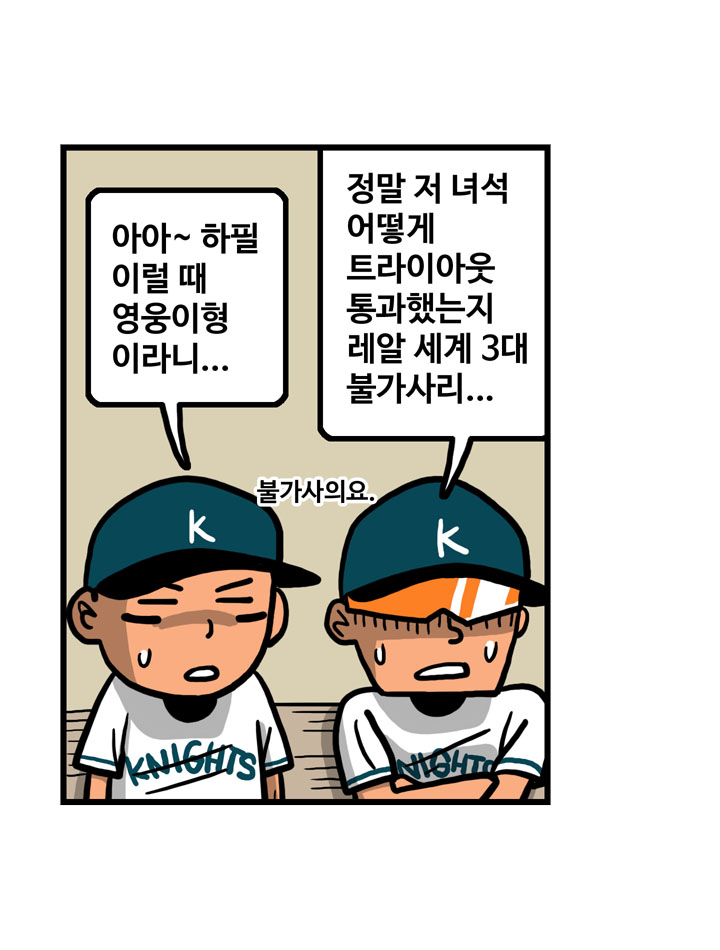 아아~ 하필
이럴 때
영웅이형
이라니...
정말 저 녀석
어떻게
트라이아웃
통과했는지
레알 세계 3대
불가사리...
불가사의요.
K
K
KNIGHTS
KNIGHTS